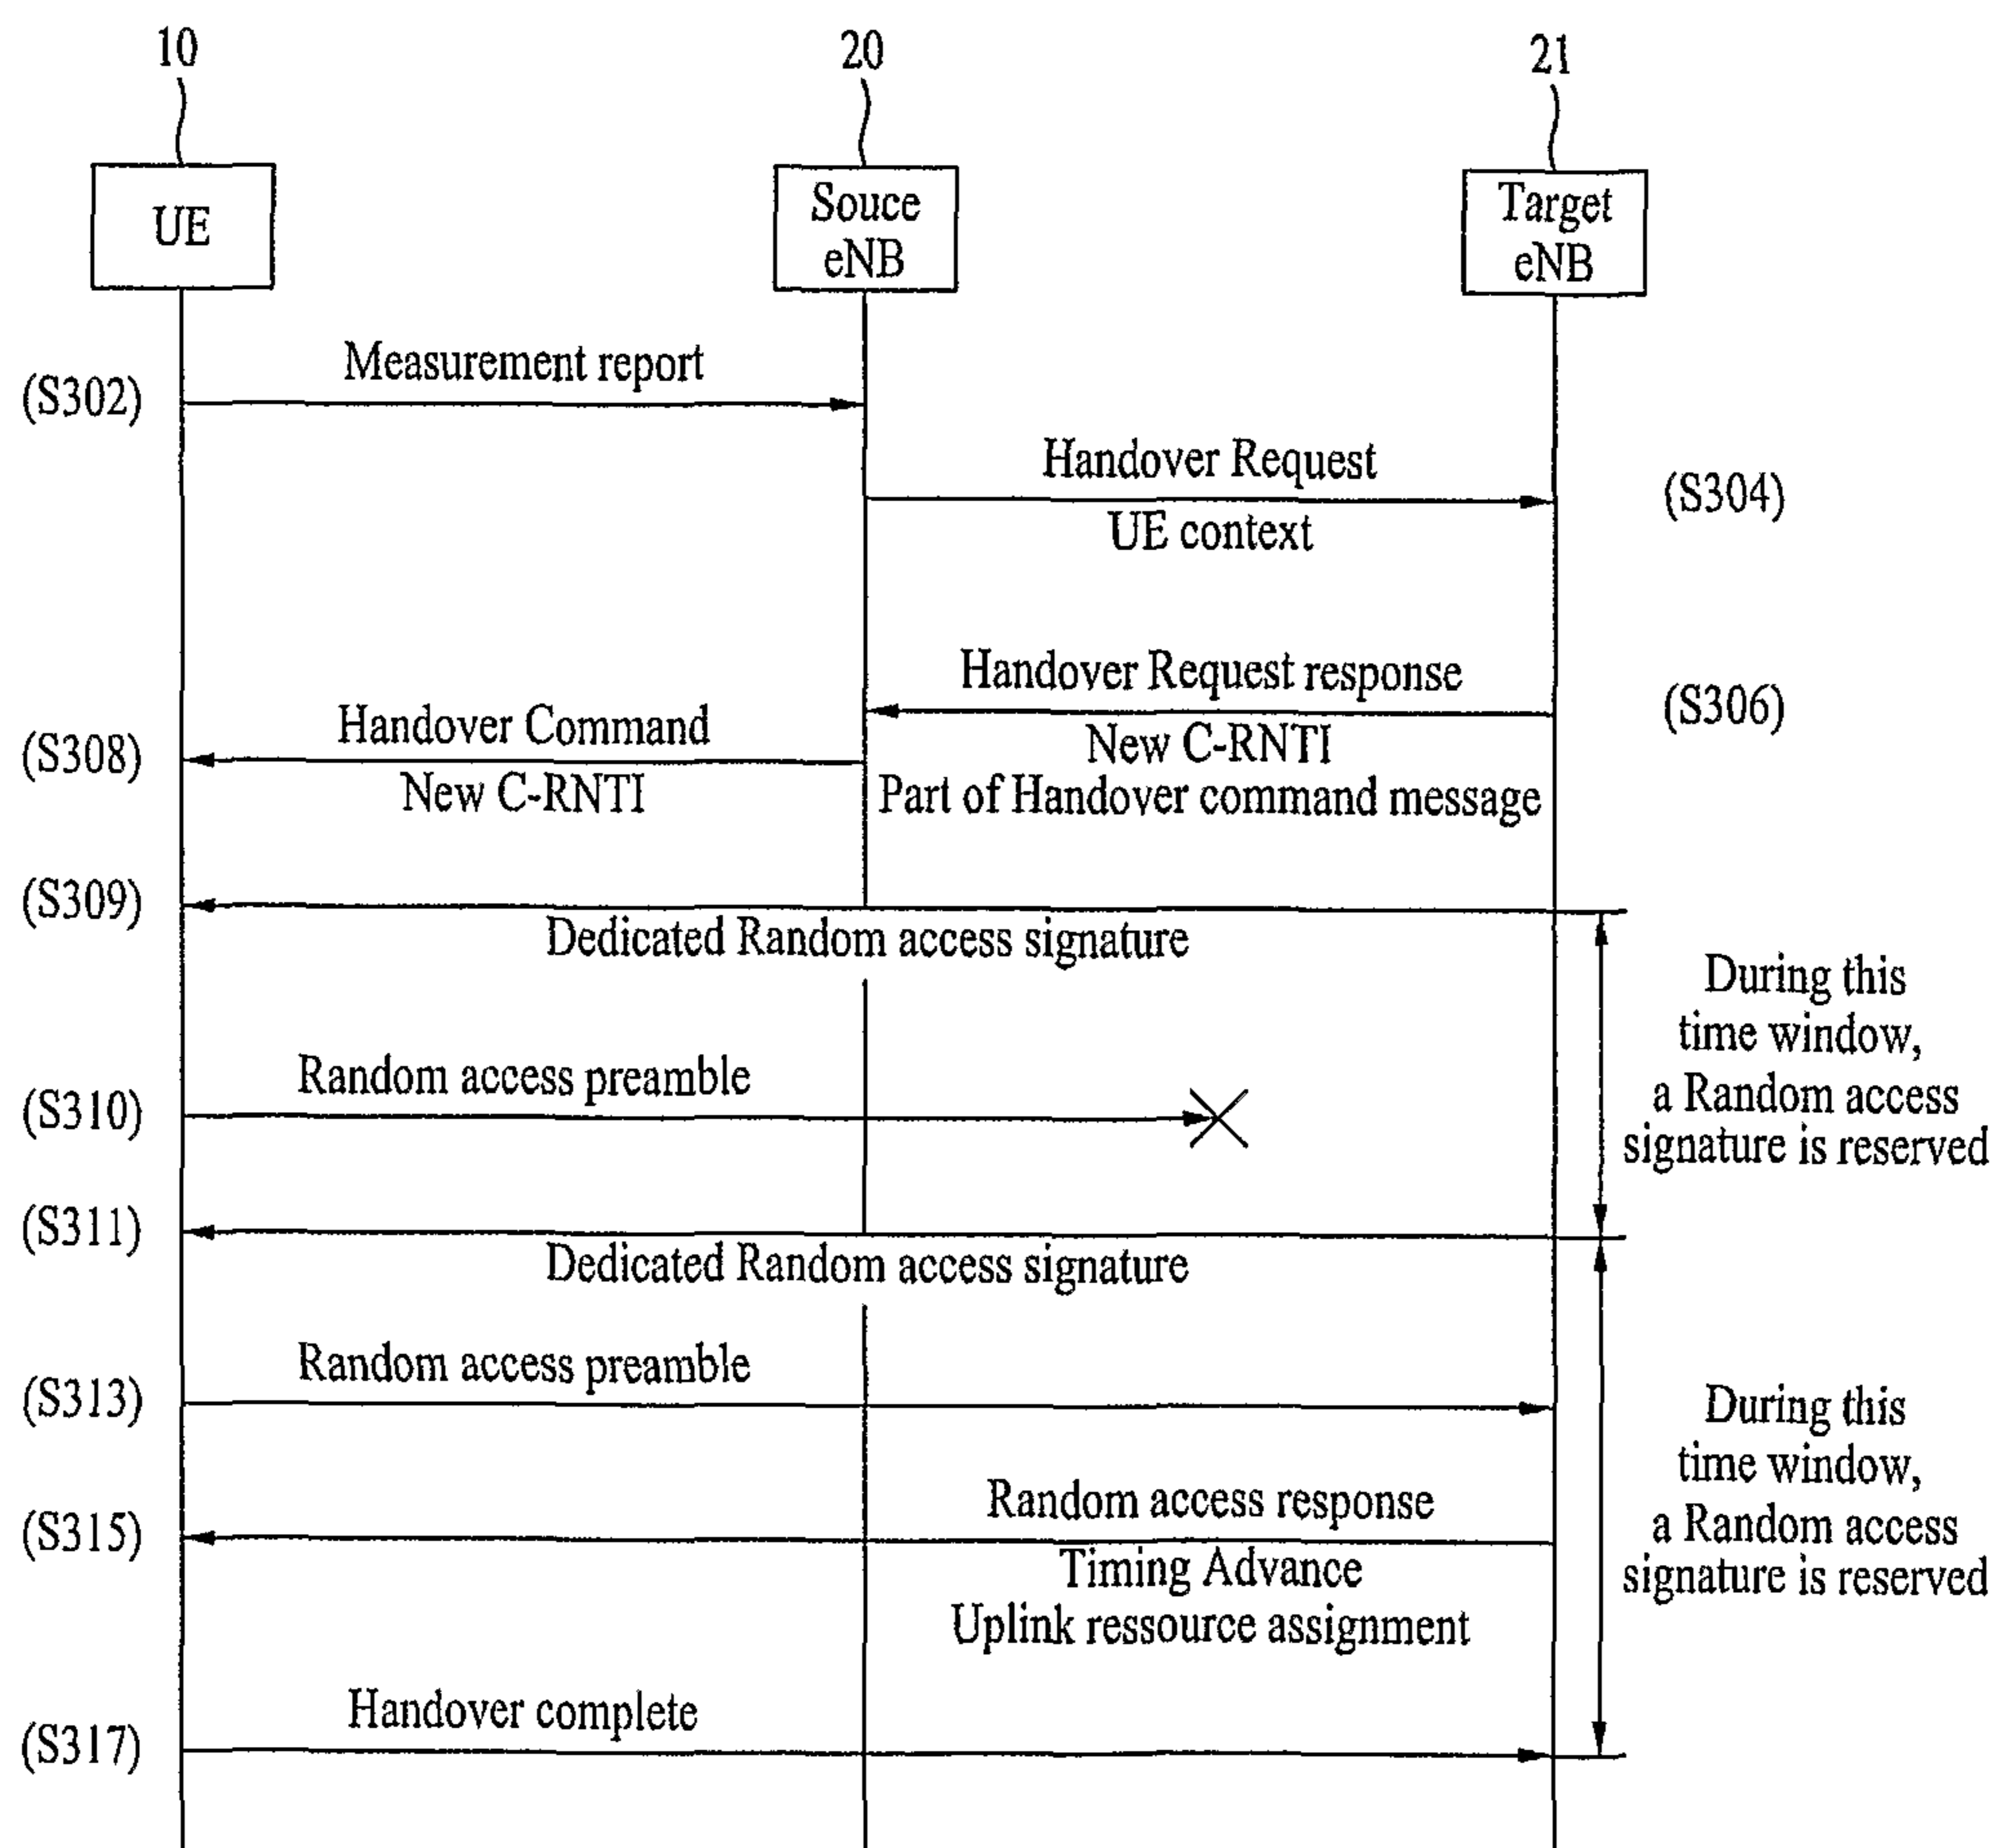 10
20
21
UE
Souce
eNB
Target
eNB
Measurement report
(S302)
Handover Request
(S304)
UE context
Handover Request response
(S306)
Handover Command
(S308)
New C-RNTI
New C-RNTI
Part of Handover command message
(S309)
Dedicated Random access signature
During this
time window,
a Random access
signature is reserved
Random access preamble
(S310)
(S311)
Dedicated Random access signature
Random access preamble
(S313)
During this
time window,
a Random access
signature is reserved
Random access response
(S315)
Timing Advance
Uplink ressource assignment
Handover complete
(S317)